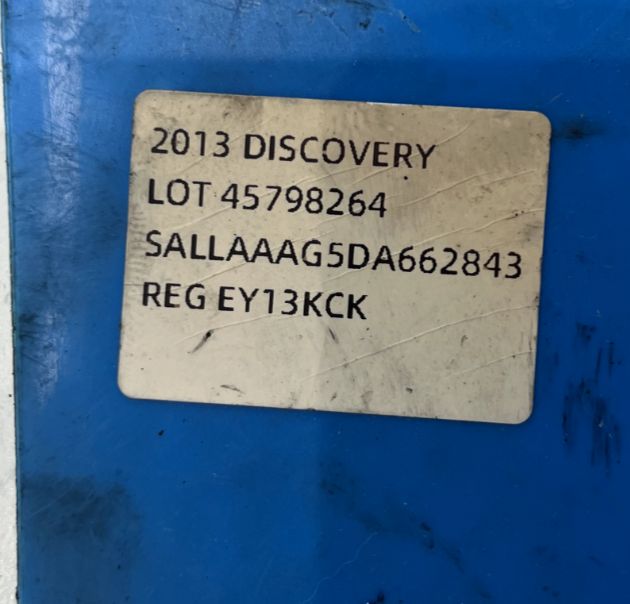 2013 DISCOVERY
LOT 45798264
SALLAAAG5DA662843
REG EY13KCK